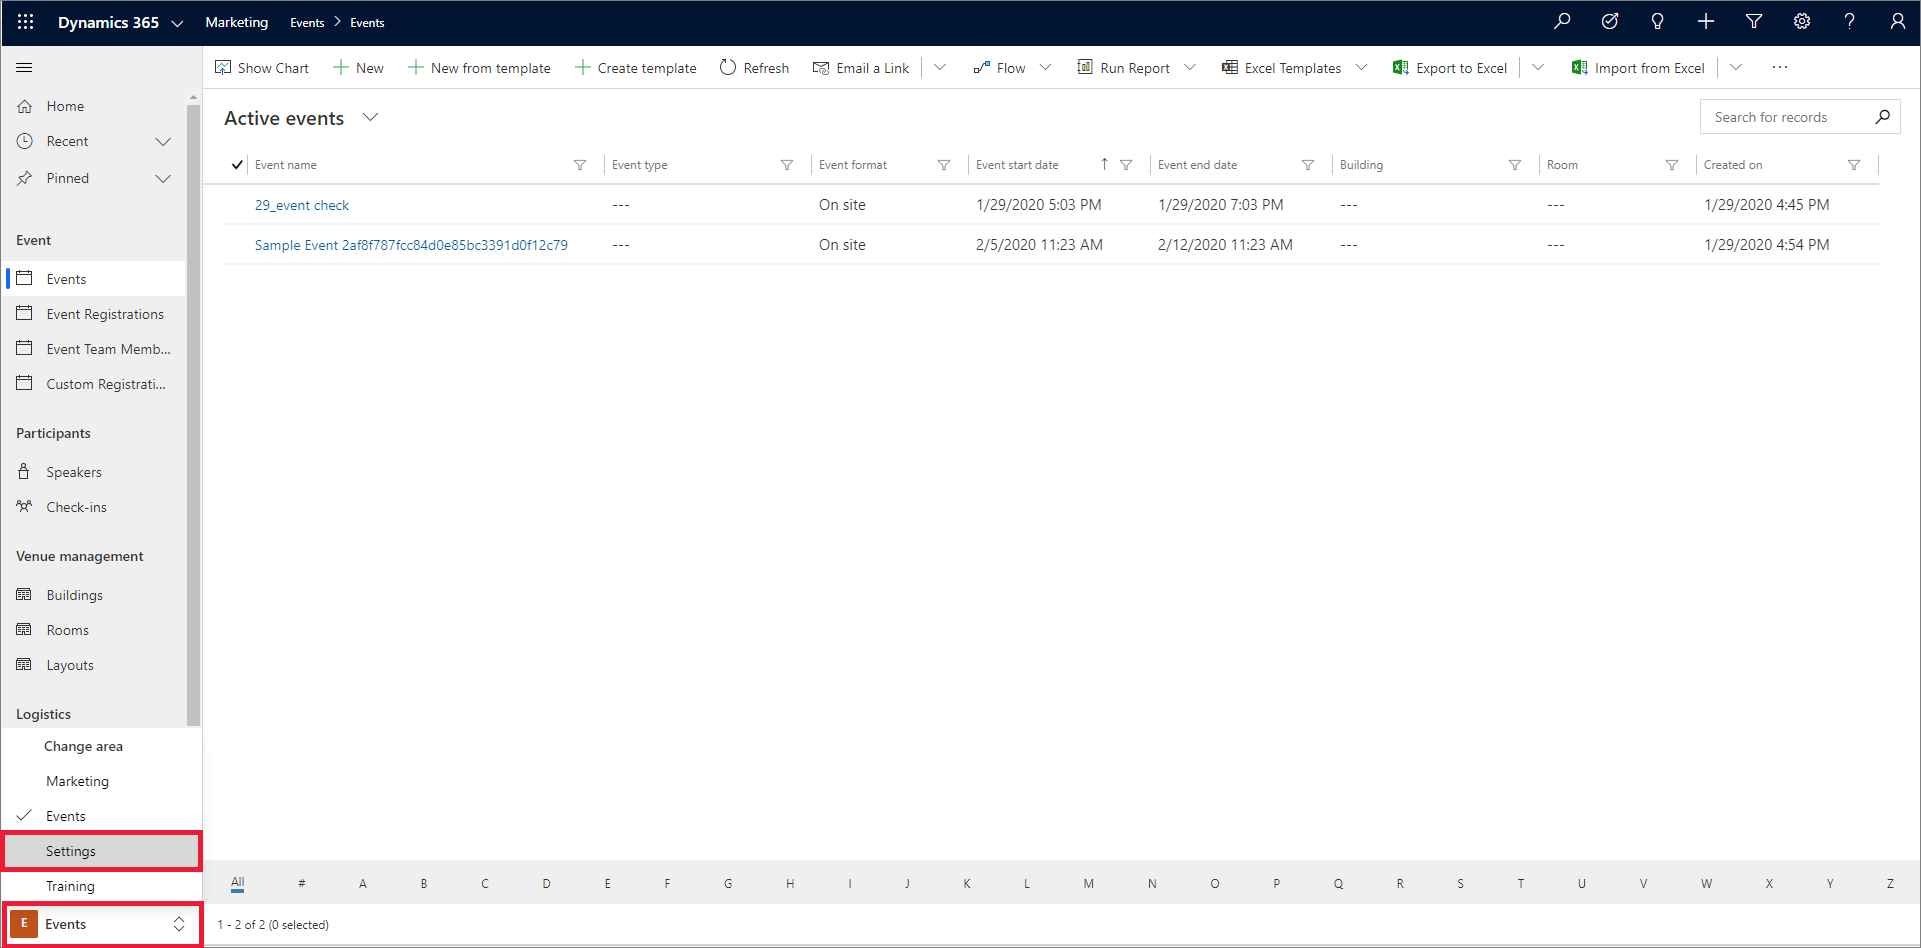 Dynamics 365 Marketing Events > Events
Show Chart New New from template Create template Refresh Email a Link Flow Run Report Excel Templates Export to Excel Import from Excel ...
Home
Recent
Pinned
Event
Events
Event Registrations
Event Team Memb...
Custom Registrati...
Participants
Speakers
Check-ins
Venue management
Buildings
Rooms
Layouts
Logistics
Change area
Marketing
Events
Settings
Training
E Events
Active events
Search for records
Event name Event type Event format Event start date Event end date Building Room Created on
29_event check --- On site 1/29/2020 5:03 PM 1/29/2020 7:03 PM --- --- 1/29/2020 4:45 PM
Sample Event 2af8f787fcc84d0e85bc3391d0f12c79 --- On site 2/5/2020 11:23 AM 2/12/2020 11:23 AM --- --- 1/29/2020 4:54 PM
All # A B C D E F G H I J K L M N O P Q R S T U V W X Y Z
1 - 2 of 2 (0 selected)